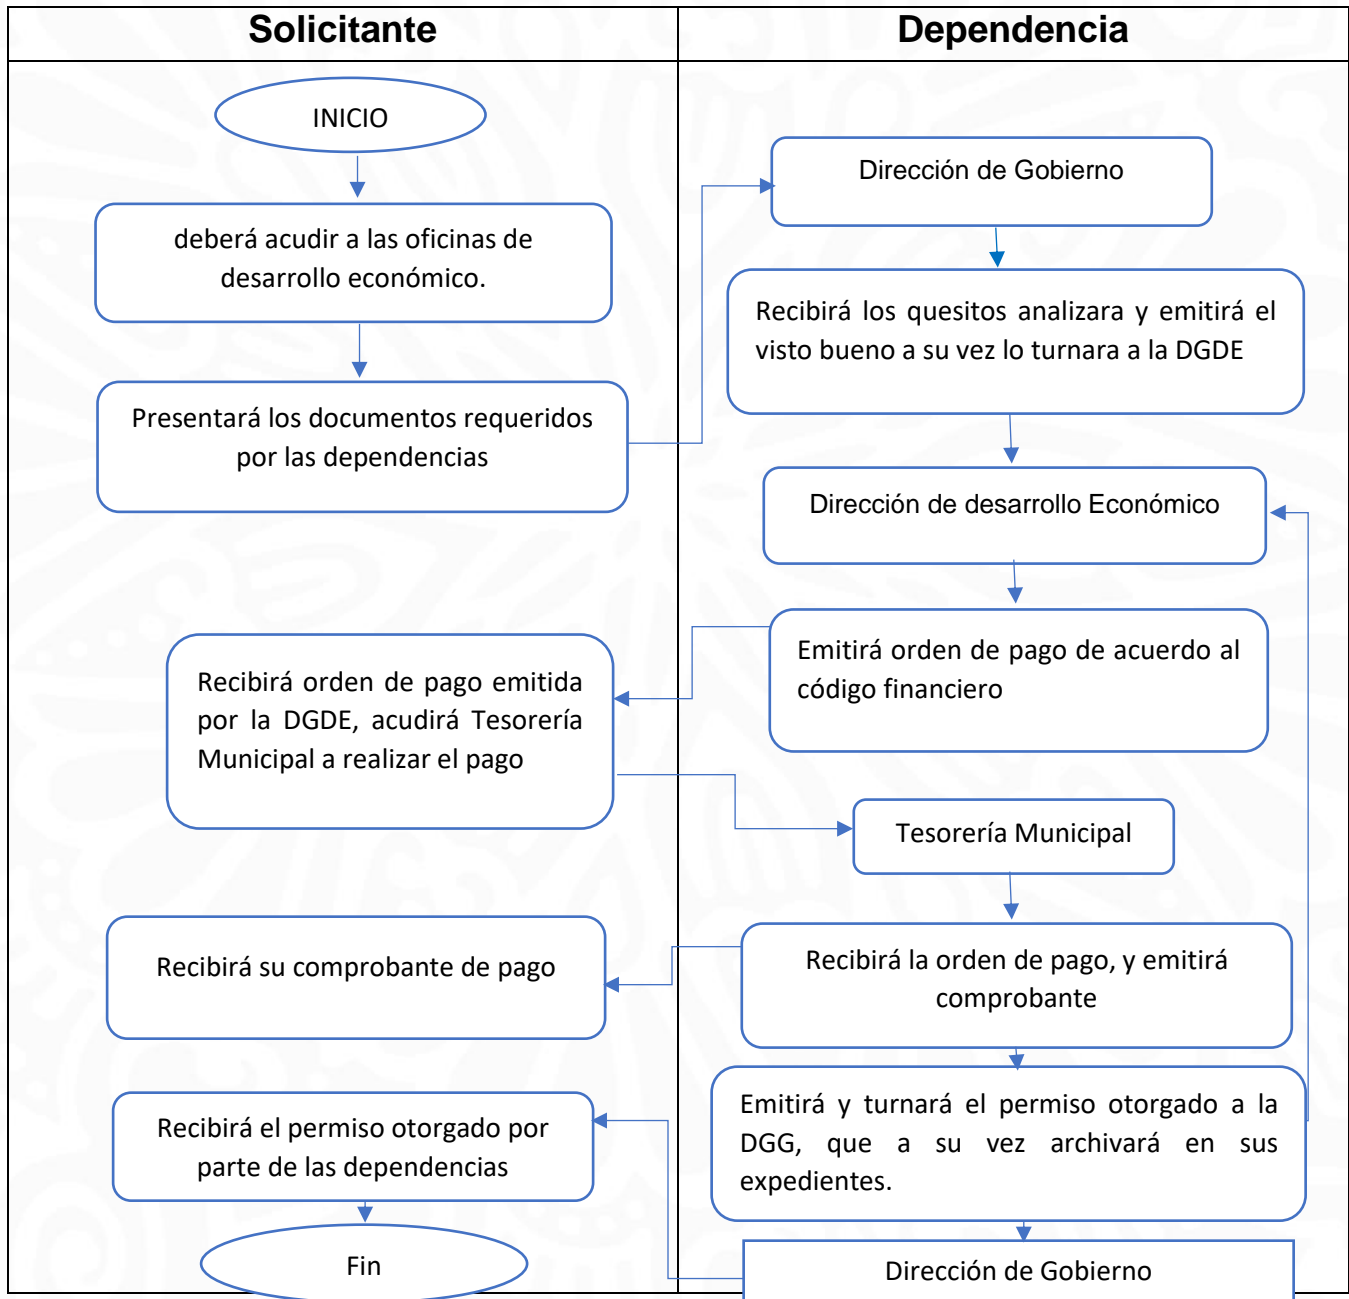 Solicitante
Dependencia
INICIO
deberá acudir a las oficinas de
desarrollo económico.
Presentará los documentos requeridos
por las dependencias
Dirección de Gobierno
Recibirá los quesitos analizara y emitirá el
visto bueno a su vez lo turnara a la DGDE
Dirección de desarrollo Económico
Emitirá orden de pago de acuerdo al
código financiero
Recibirá orden de pago emitida
por la DGDE, acudirá Tesorería
Municipal a realizar el pago
Tesorería Municipal
Recibirá la orden de pago, y emitirá
comprobante
Recibirá su comprobante de pago
Emitirá y turnará el permiso otorgado a la
DGG, que a su vez archivará en sus
expedientes.
Dirección de Gobierno
Recibirá el permiso otorgado por
parte de las dependencias
Fin